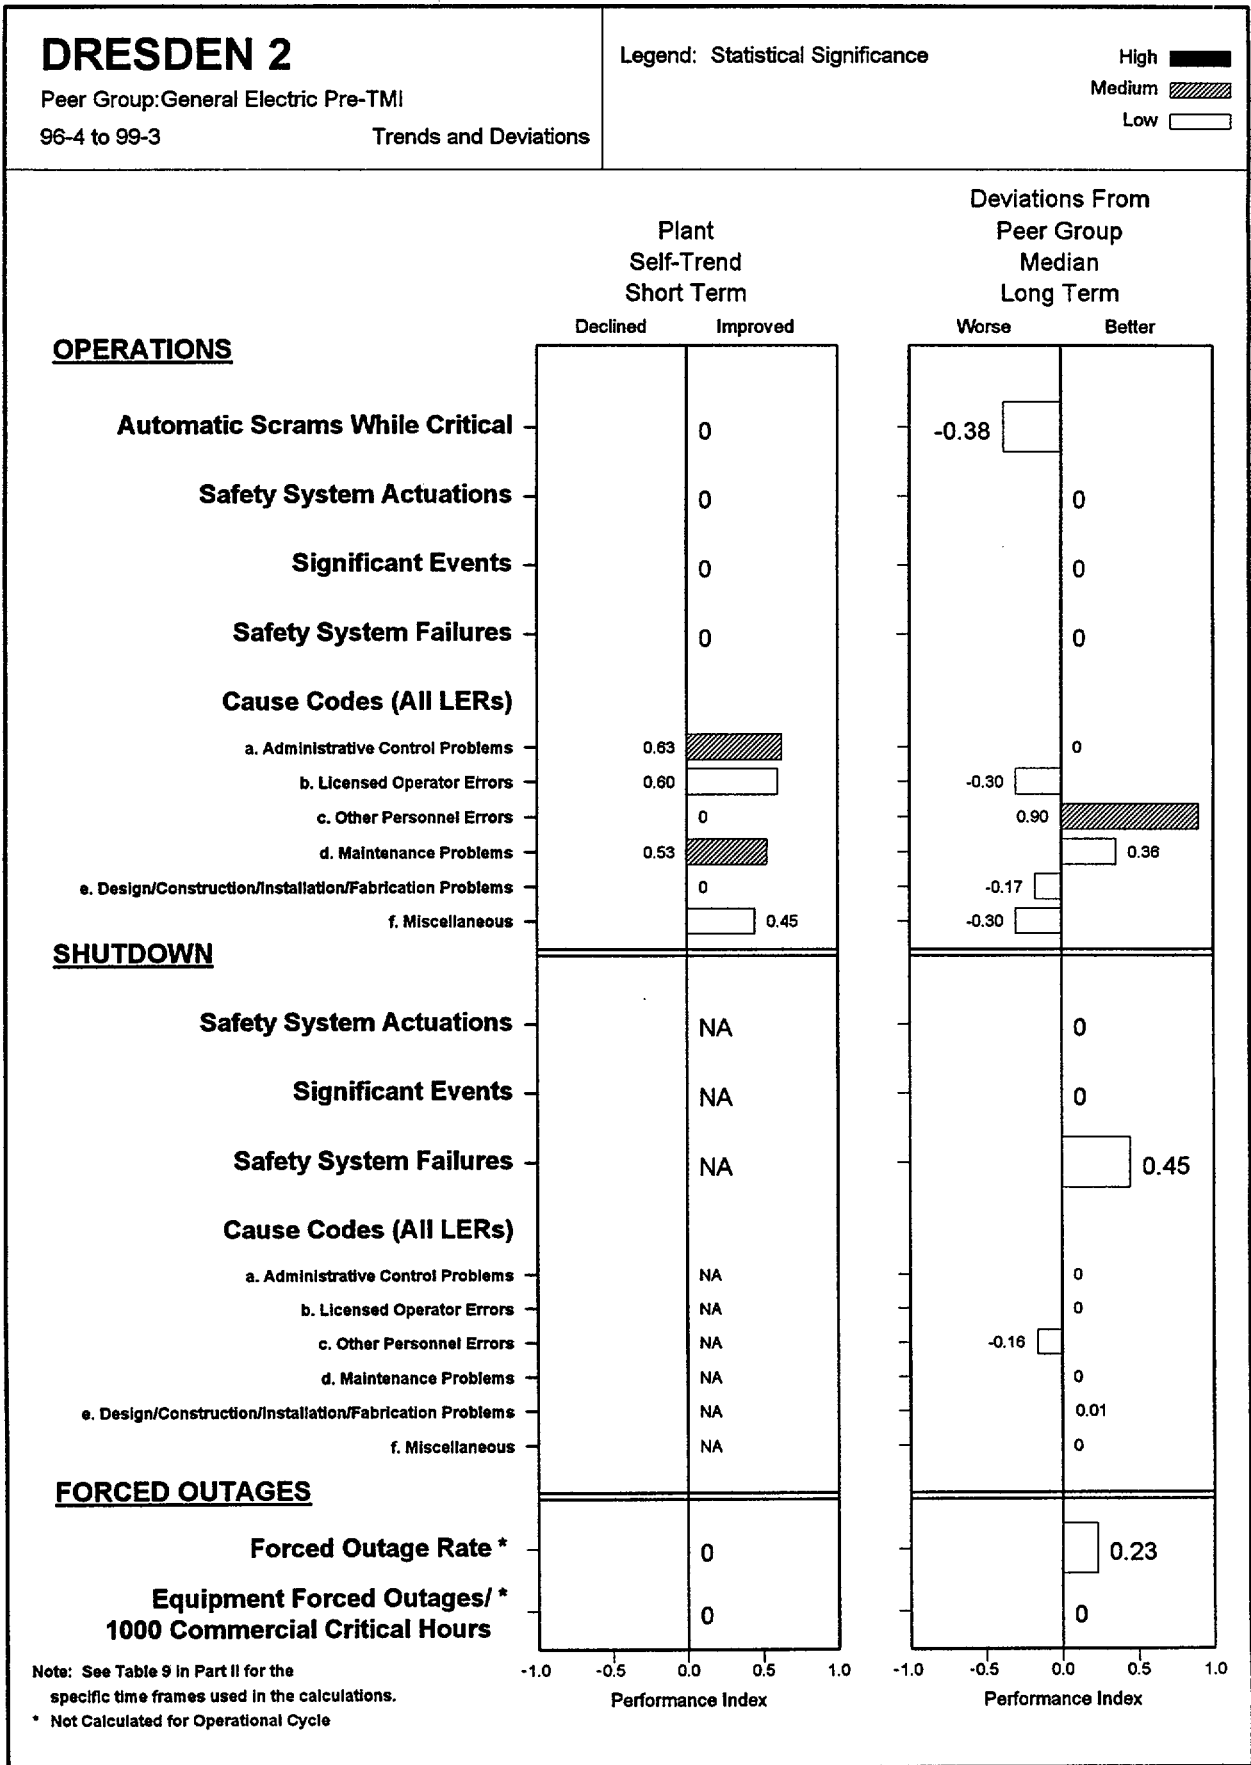 DRESDEN 2
Peer Group:General Electric Pre-TMI
96-4 to 99-3 Trends and Deviations
Legend: Statistical Significance
High
Medium
Low
Plant
Self-Trend
Short Term
Declined Improved
Deviations From
Peer Group
Median
Long Term
Worse Better
OPERATIONS
Automatic Scrams While Critical 0 -0.38
Safety System Actuations 0 0
Significant Events 0 0
Safety System Failures 0 0
Cause Codes (All LERs)
a. Administrative Control Problems 0.63 0
b. Licensed Operator Errors 0.60 -0.30
c. Other Personnel Errors 0 0.90
d. Maintenance Problems 0.53 0.36
e. Design/Construction/Installation/Fabrication Problems 0 -0.17
f. Miscellaneous 0.45 -0.30
SHUTDOWN
Safety System Actuations NA 0
Significant Events NA 0
Safety System Failures NA 0.45
Cause Codes (All LERs)
a. Administrative Control Problems NA 0
b. Licensed Operator Errors NA 0
c. Other Personnel Errors NA -0.16
d. Maintenance Problems NA 0
e. Design/Construction/Installation/Fabrication Problems NA 0.01
f. Miscellaneous NA 0
FORCED OUTAGES
Forced Outage Rate * 0 0.23
Equipment Forced Outages/ *
1000 Commercial Critical Hours 0 0
-1.0 -0.5 0.0 0.5 1.0
Performance Index
-1.0 -0.5 0.0 0.5 1.0
Performance Index
Note: See Table 9 in Part II for the
specific time frames used in the calculations.
* Not Calculated for Operational Cycle